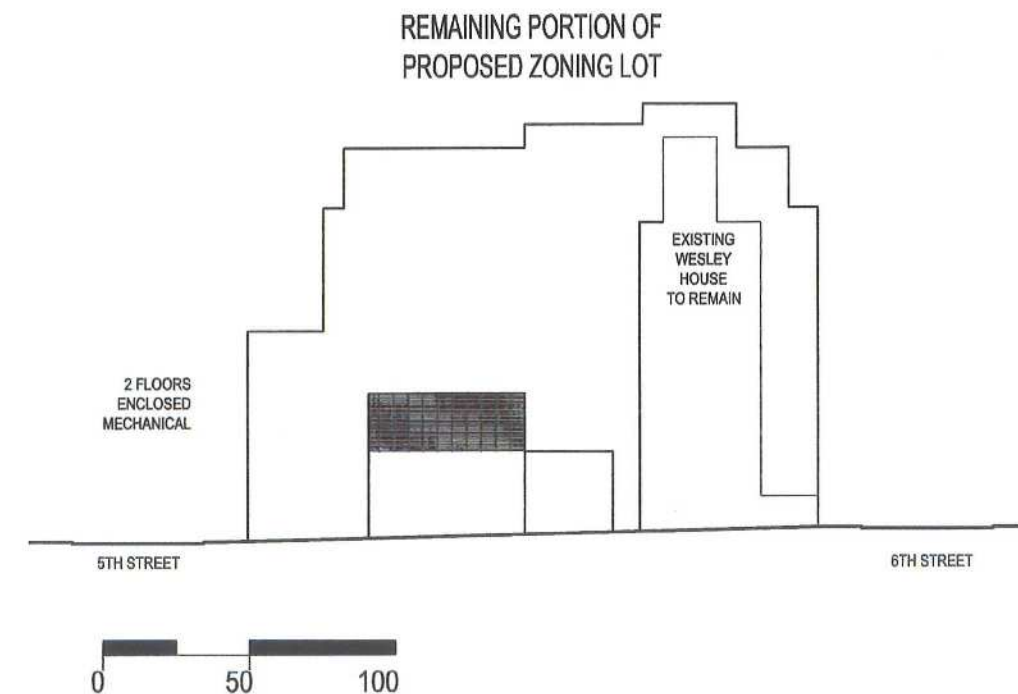 REMAINING PORTION OF
PROPOSED ZONING LOT
EXISTING
WESLEY
HOUSE
TO REMAIN
2 FLOORS
ENCLOSED
MECHANICAL
5TH STREET
6TH STREET
0 50 100